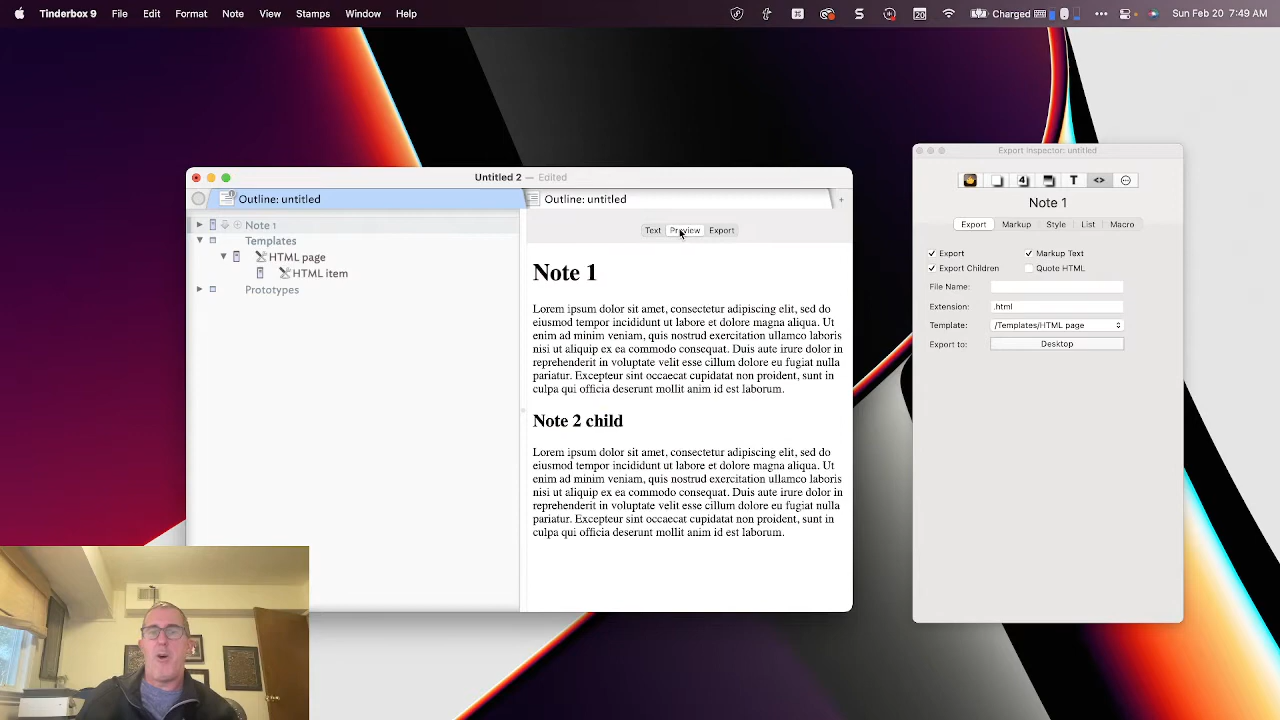 Tinderbox 9 File Edit Format Note View Stamps Window Help
20 Charged Sun Feb 20 7:49 AM
Untitled 2 — Edited
Outline: untitled
Outline: untitled
Note 1
Templates
HTML page
HTML item
Prototypes
Text Preview Export
Note 1
Lorem ipsum dolor sit amet, consectetur adipiscing elit, sed do
eiusmod tempor incididunt ut labore et dolore magna aliqua. Ut
enim ad minim veniam, quis nostrud exercitation ullamco laboris
nisi ut aliquip ex ea commodo consequat. Duis aute irure dolor
in reprehenderit in voluptate velit esse cillum dolore eu fugiat nulla
pariatur. Excepteur sint occaecat cupidatat non proident, sunt in
culpa qui officia deserunt mollit anim id est laborum.
Note 2 child
Lorem ipsum dolor sit amet, consectetur adipiscing elit, sed do
eiusmod tempor incididunt ut labore et dolore magna aliqua. Ut
enim ad minim veniam, quis nostrud exercitation ullamco laboris
nisi ut aliquip ex ea commodo consequat. Duis aute irure dolor in
reprehenderit in voluptate velit esse cillum dolore eu fugiat nulla
pariatur. Excepteur sint occaecat cupidatat non proident, sunt in
culpa qui officia deserunt mollit anim id est laborum.
Export inspector: untitled
Note 1
Export Markup Style List Macro
Export Markup Text
Export Children Quote HTML
File Name:
Extension: .html
Template: /Templates/HTML page
Export to: Desktop